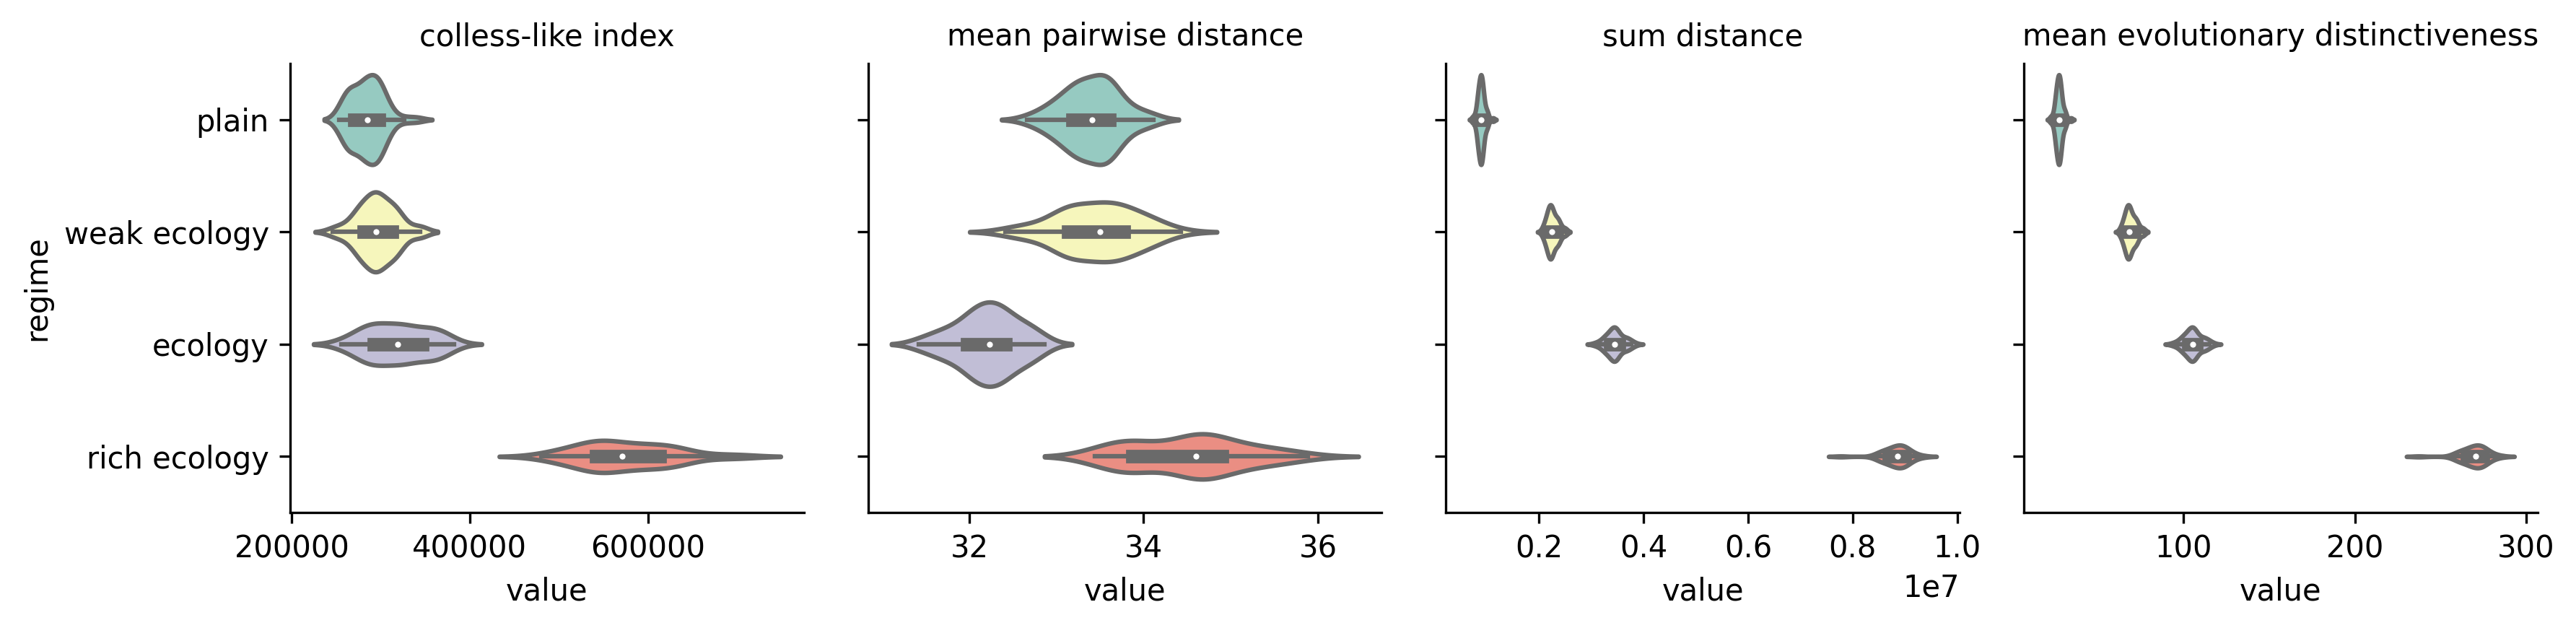 colless-like index
mean pairwise distance
sum distance
mean evolutionary distinctiveness
regime
plain
weak ecology
ecology
rich ecology
200000 400000 600000
32 34 36
0.2 0.4 0.6 0.8 1.0
100 200 300
1e7
value
value
value
value